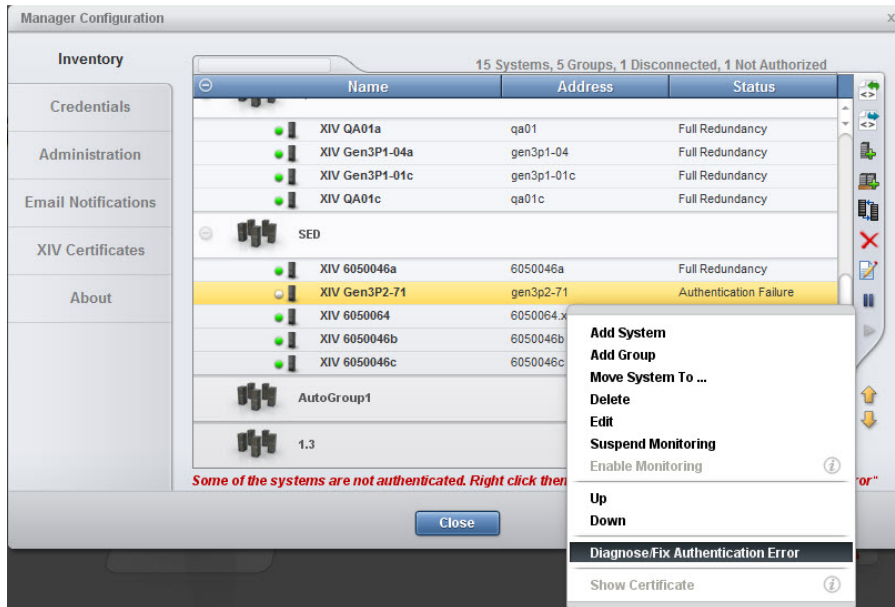 Manager Configuration
x
Inventory
Credentials
Administration
Email Notifications
XIV Certificates
About
15 Systems, 5 Groups, 1 Disconnected, 1 Not Authorized
Name Address Status
XIV QA01a qa01 Full Redundancy
XIV Gen3P1-04a gen3p1-04 Full Redundancy
XIV Gen3P1-01c gen3p1-01c Full Redundancy
XIV QA01c qa01c Full Redundancy
SED
XIV 6050046a 6050046a Full Redundancy
XIV Gen3P2-71 gen3p2-71 Authentication Failure
XIV 6050064 6050064.x
XIV 6050046b 6050046b
XIV 6050046c 6050046c
AutoGroup1
1.3
Some of the systems are not authenticated. Right click then
or"
Close
Add System
Add Group
Move System To ...
Delete
Edit
Suspend Monitoring
Enable Monitoring
Up
Down
Diagnose/Fix Authentication Error
Show Certificate